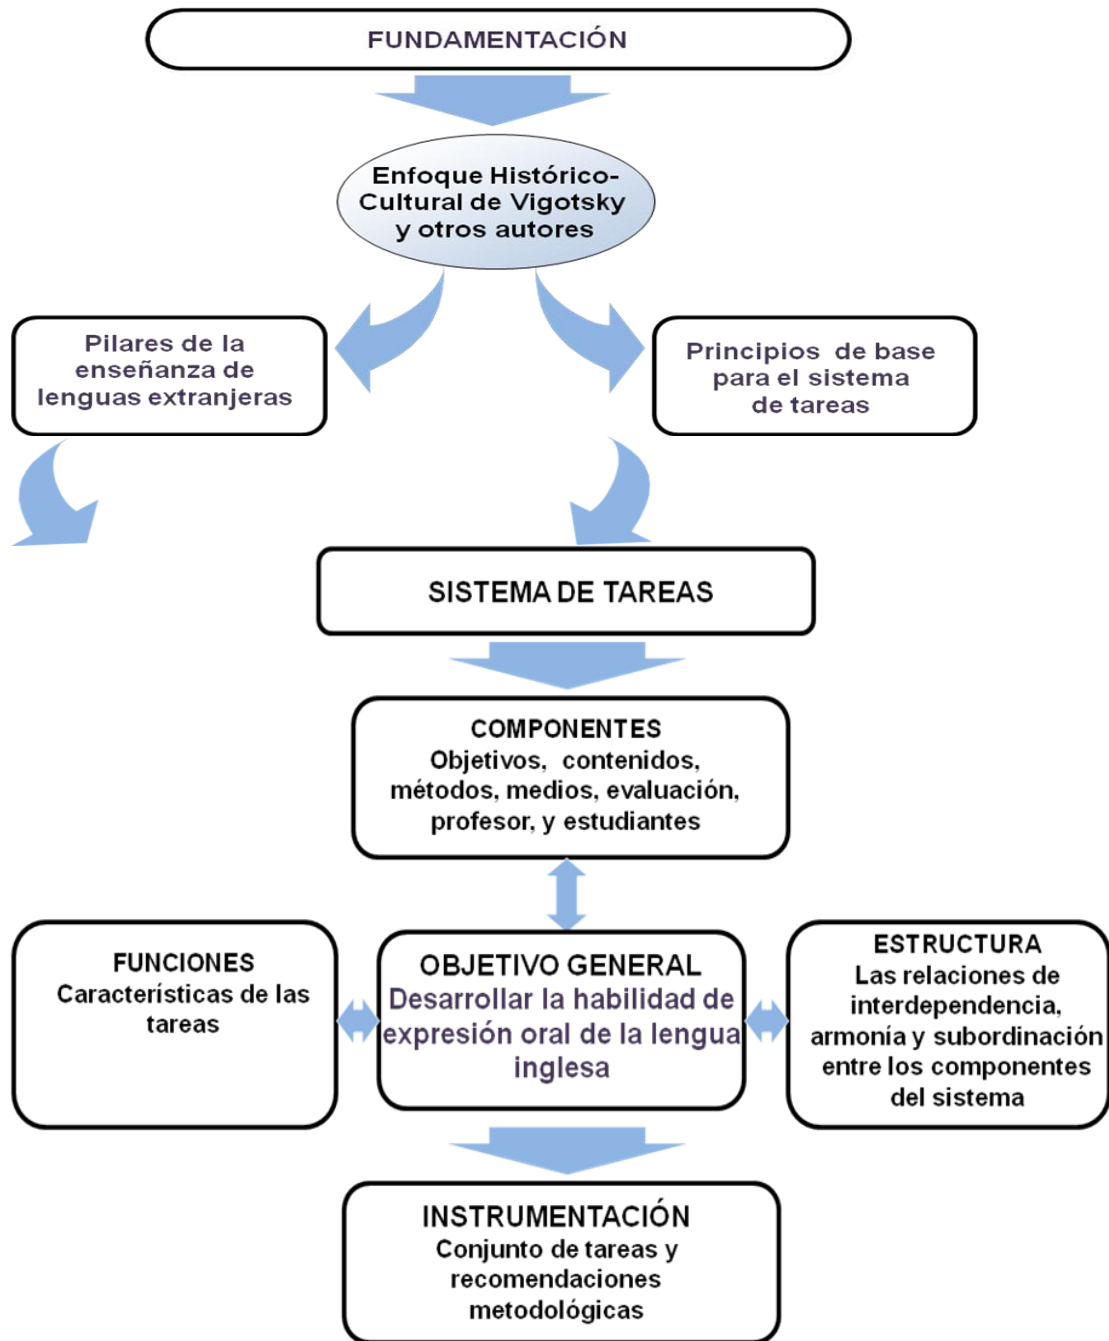 FUNDAMENTACIÓN
Enfoque Histórico-
Cultural de Vigotsky
y otros autores
Pilares de la
enseñanza de
lenguas extranjeras
Principios de base
para el sistema
de tareas
SISTEMA DE TAREAS
COMPONENTES
Objetivos, contenidos,
métodos, medios, evaluación,
profesor, y estudiantes
FUNCIONES
Características de las
tareas
OBJETIVO GENERAL
Desarrollar la habilidad de
expresión oral de la lengua
inglesa
ESTRUCTURA
Las relaciones de
interdependencia,
armonía y subordinación
entre los componentes
del sistema
INSTRUMENTACIÓN
Conjunto de tareas y
recomendaciones
metodológicas